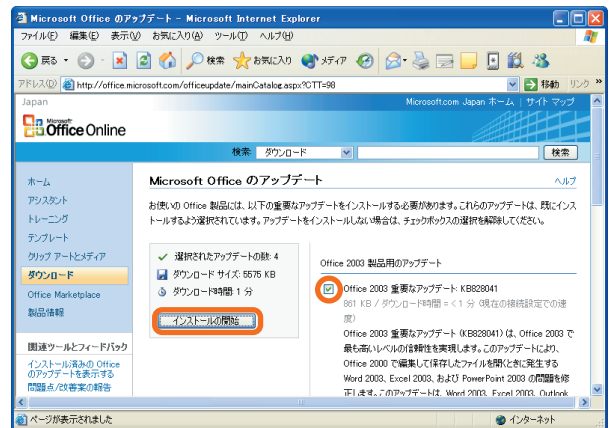 Microsoft Office のアップデート - Microsoft Internet Explorer
ファイル(F) 編集(E) 表示(V) お気に入り(A) ツール(T) ヘルプ(H)
戻る 検索 お気に入り メディア
アドレス(D) http://office.microsoft.com/officeupdate/mainCatalog.aspx?CTT=98 移動 リンク »
Japan Microsoft.com Japan ホーム | サイト マップ
Microsoft Office Online
検索: ダウンロード 検索
ホーム
アシスタント
トレーニング
テンプレート
クリップ アートとメディア
ダウンロード
Office Marketplace
製品情報
関連ツールとフィードバック
インストール済みの Office
のアップデートを表示する
問題点/改善案の報告
Microsoft Office のアップデート ヘルプ
お使いの Office 製品には、以下の重要なアップデートをインストールする必要があります。これらのアップデートは、既にインス
トールするよう選択されています。アップデートをインストールしない場合は、チェックボックスの選択を解除してください。
選択されたアップデートの数: 4
ダウンロード サイズ: 5575 KB
ダウンロード時間: 1 分
インストールの開始
Office 2003 製品用のアップデート
Office 2003 重要なアップデート: KB828041
861 KB / ダウンロード時間 = < 1 分 (現在の接続設定での速
度)
Office 2003 重要なアップデート (KB828041) は、Office 2003 で
最も高いレベルの信頼性を実現します。このアップデートにより、
Office 2000 で編集して保存したファイルを開くときに発生する
Word 2003、Excel 2003、および PowerPoint 2003 の問題を修
正します。このアップデートは、Word 2003、Excel 2003、Outlook
ページが表示されました インターネット